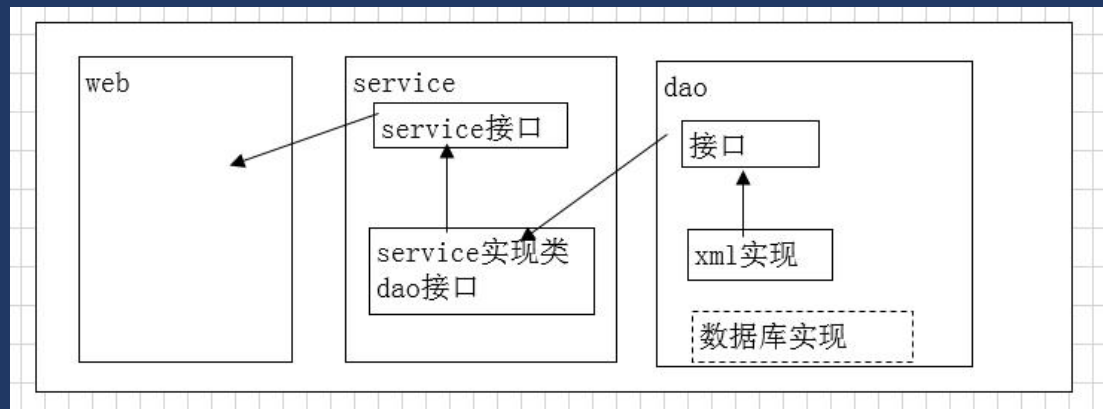 web
service
service接口
service实现类
dao接口
dao
接口
xml实现
数据库实现